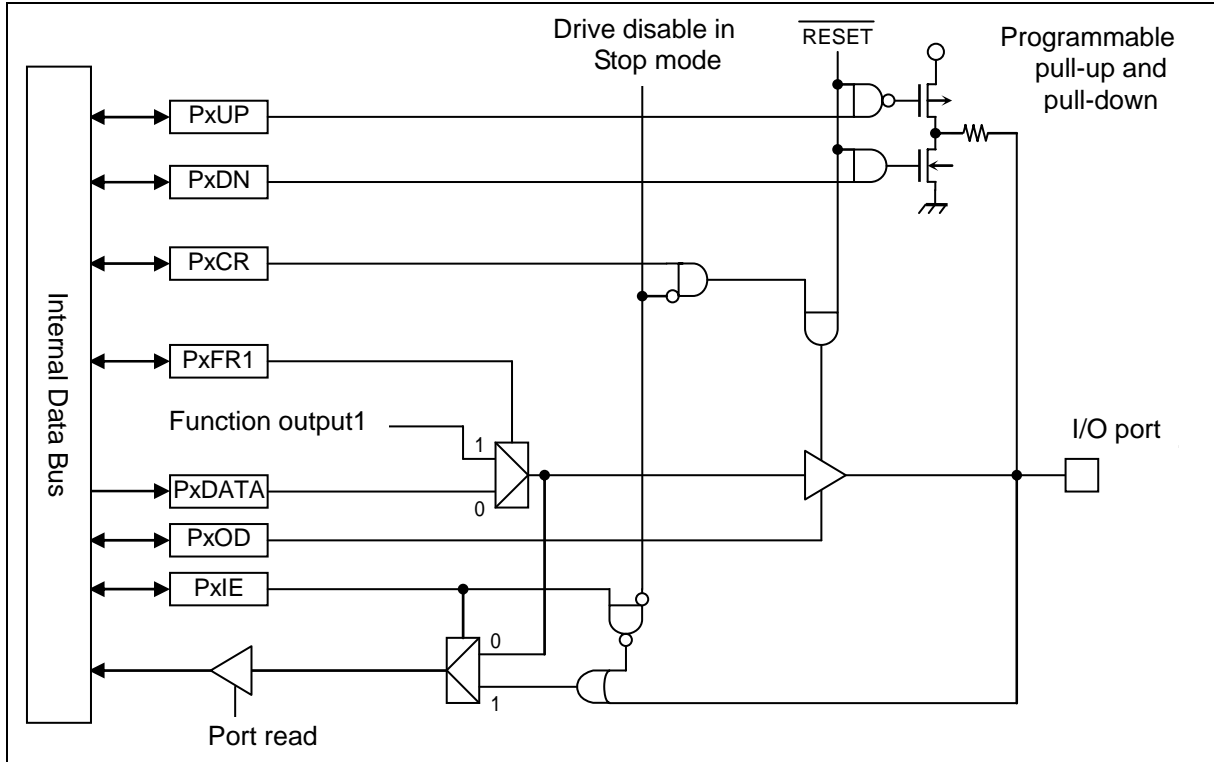 Drive disable in
Stop mode
RESET
Programmable
pull-up and
pull-down
PxUP
PxDN
PxCR
PxFR1
Function output1
1
0
PxDATA
PxOD
PxIE
0
1
Port read
I/O port
Internal Data Bus